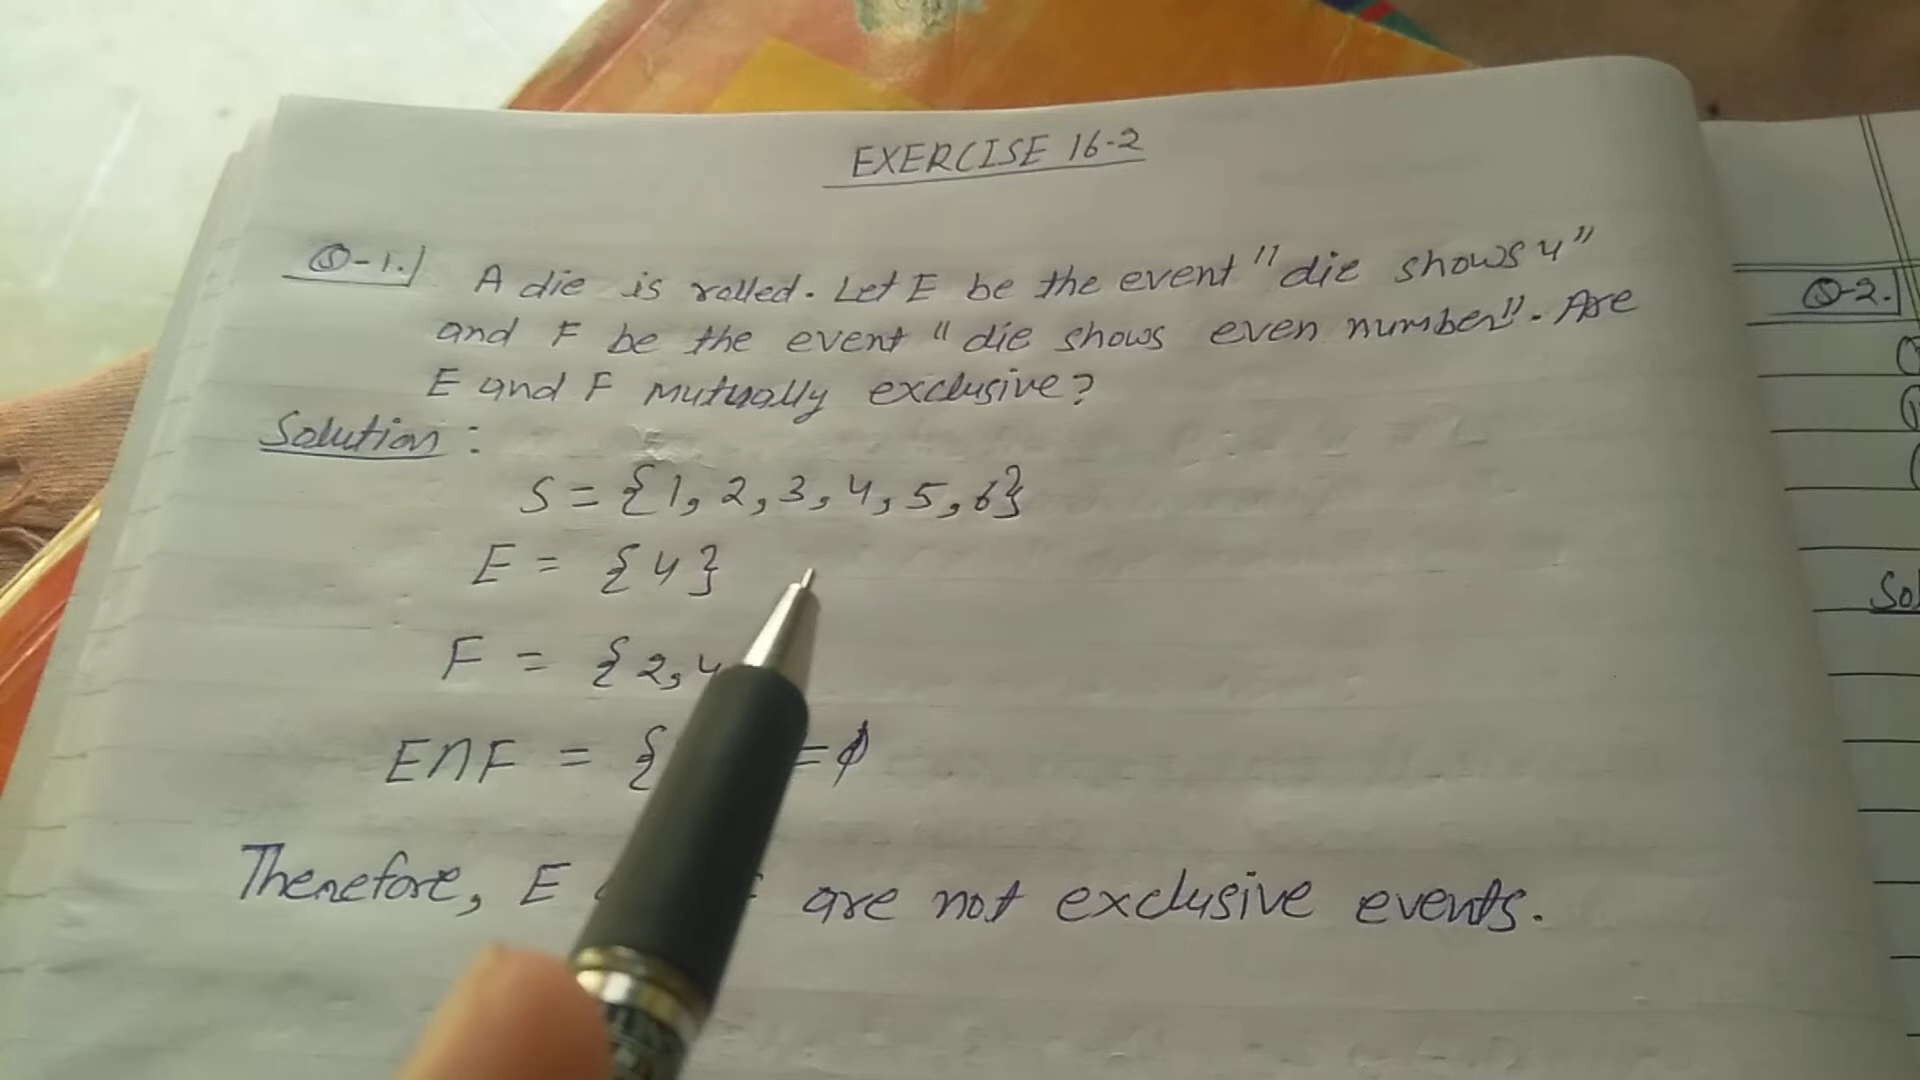 EXERCISE 16-2
Q-1. A die is rolled. Let E be the event "die shows 4"
and F be the event "die shows even number". Are
E and F mutually exclusive?
Solution:
S = {1, 2, 3, 4, 5, 6}
E = {4}
F = {2, 4
E∩F = { = ϕ
Therefore, E are not exclusive events.
Q-2.
Sol